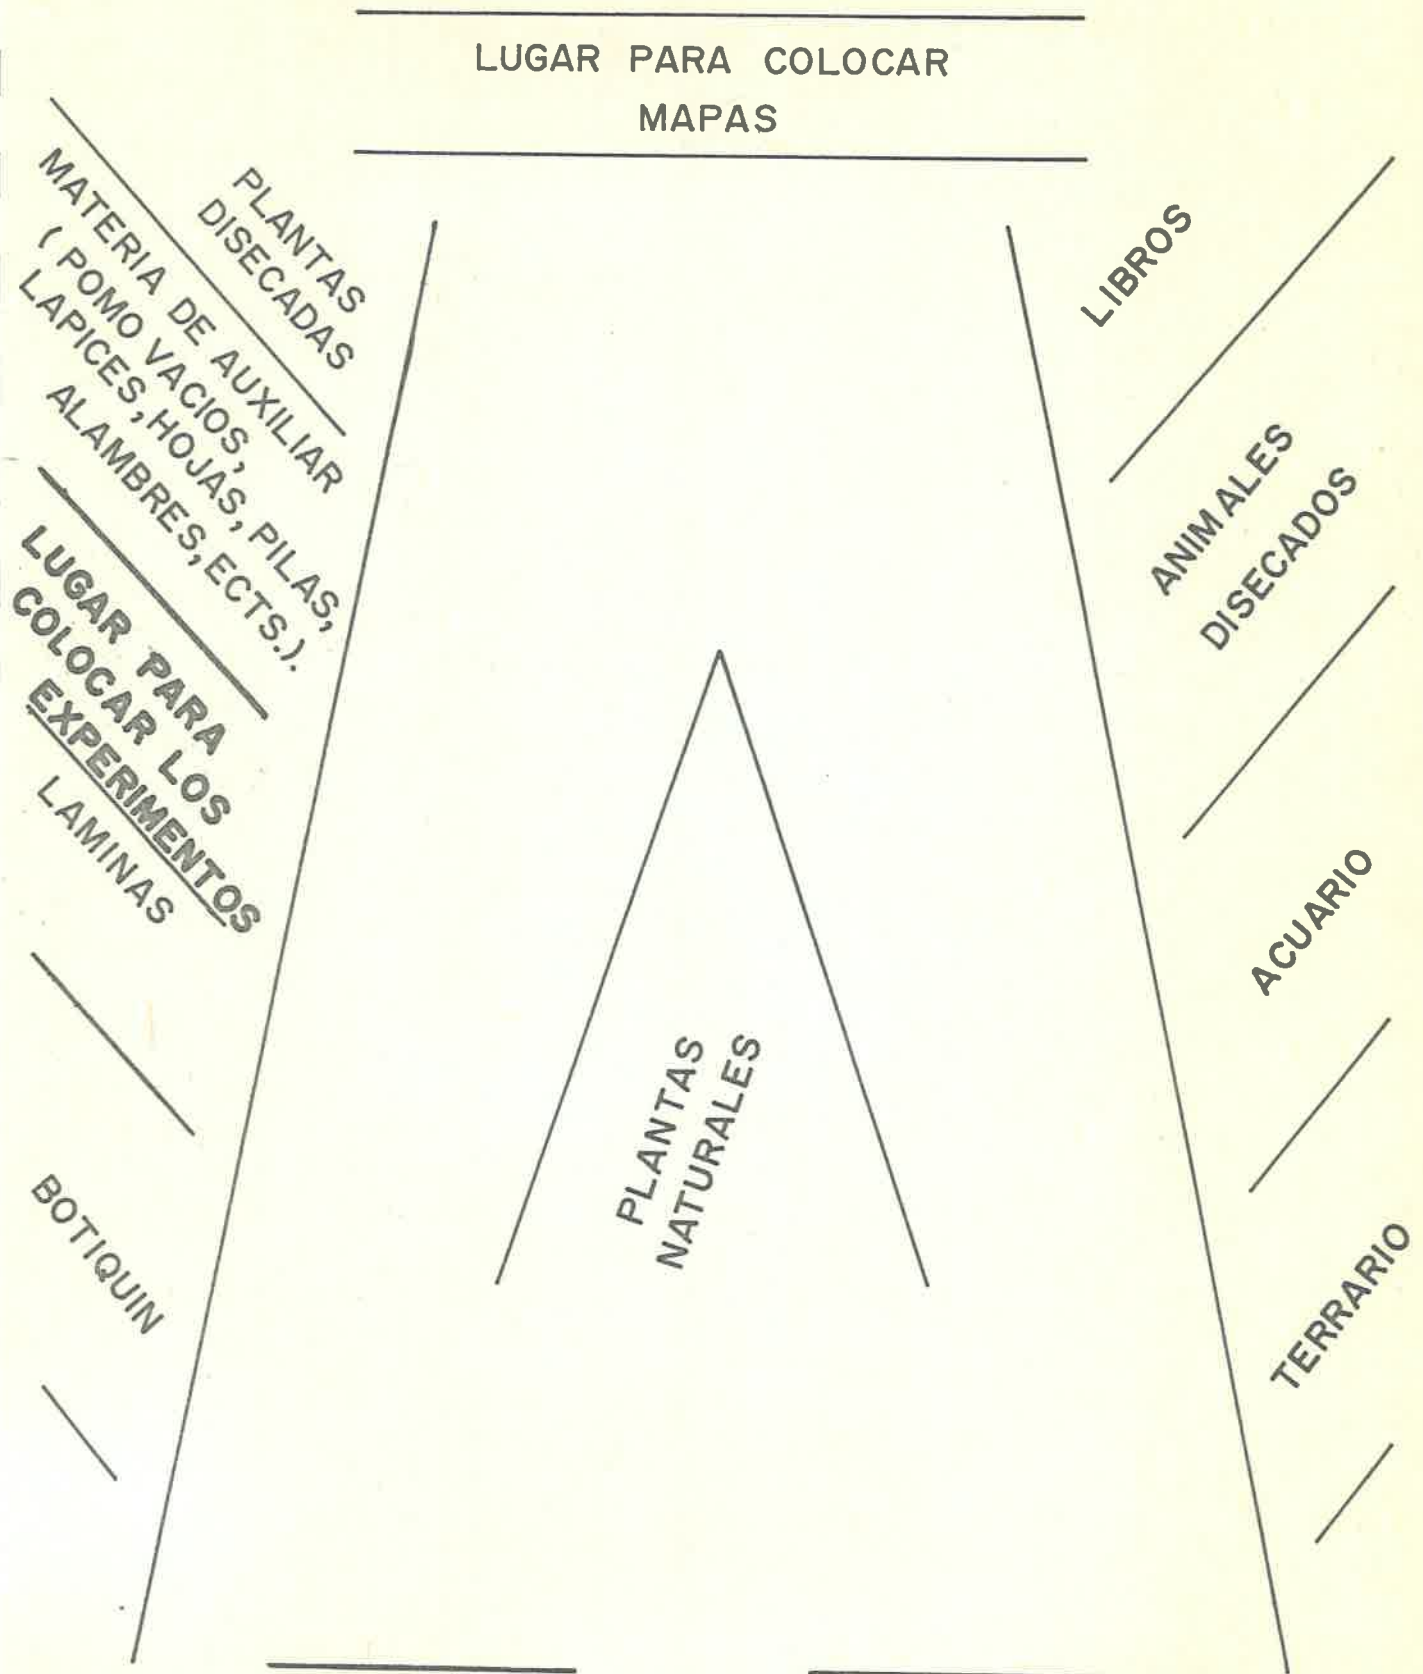 LUGAR PARA COLOCAR
MAPAS
PLANTAS
DISECADAS
MATERIA DE AUXILIAR
( POMO VACIOS,
LAPICES, HOJAS, PILAS,
ALAMBRES, ECTS.).
LUGAR PARA
COLOCAR LOS
EXPERIMENTOS
LAMINAS
BOTIQUIN
LIBROS
ANIMALES
DISECADOS
ACUARIO
TERRARIO
PLANTAS
NATURALES